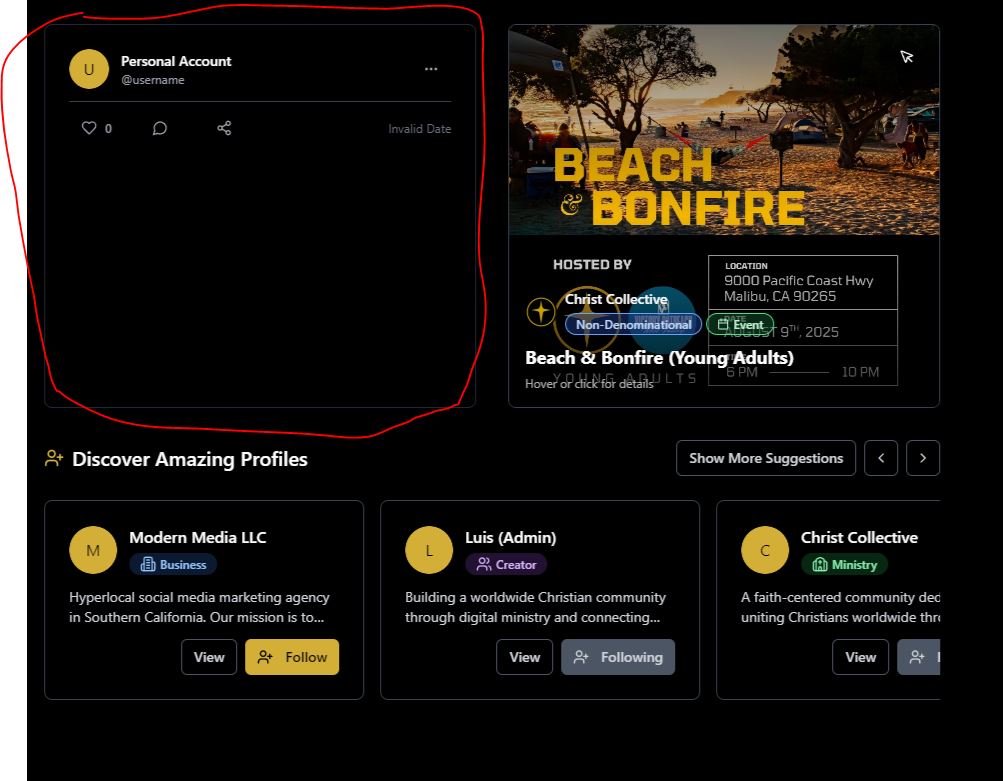 U
Personal Account
@username
0
Invalid Date
BEACH
& BONFIRE
HOSTED BY
LOCATION
9000 Pacific Coast Hwy
Malibu, CA 90265
Christ Collective
Non-Denominational
Event
DATE
AUGUST 9TH, 2025
Beach & Bonfire (Young Adults)
6 PM
10 PM
YOUNG ADULTS
Hover or click for details
Discover Amazing Profiles
Show More Suggestions
M
Modern Media LLC
Business
Hyperlocal social media marketing agency
in Southern California. Our mission is to...
View
Follow
L
Luis (Admin)
Creator
Building a worldwide Christian community
through digital ministry and connecting...
View
Following
C
Christ Collective
Ministry
A faith-centered community ded
uniting Christians worldwide thr
View